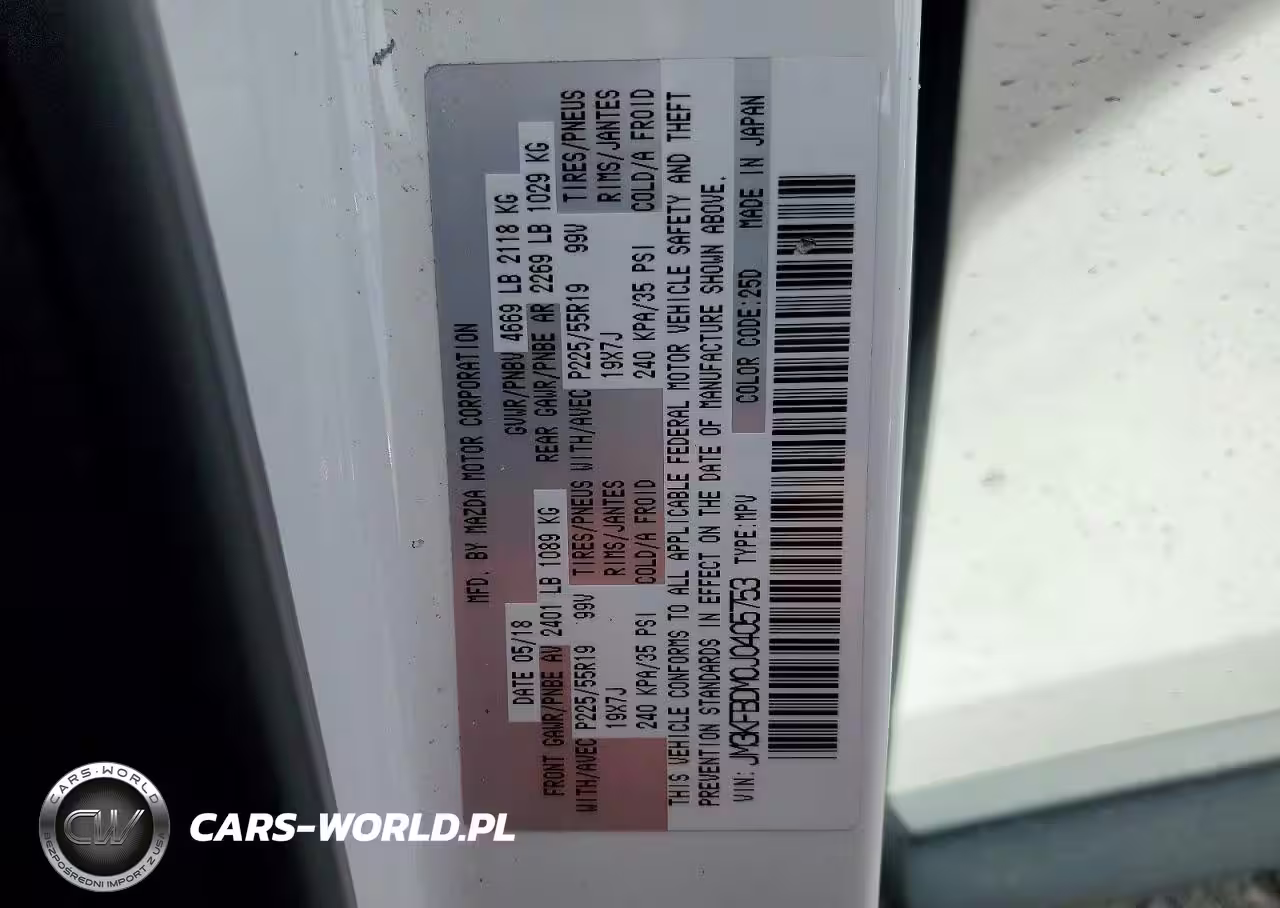 MFD. BY MAZDA MOTOR CORPORATION
DATE 05/18 GVWR/PNBV 4669 LB 2118 KG
FRONT GAWR/PNBE AV 2401 LB 1089 KG REAR GAWR/PNBE AR 2269 LB 1029 KG
WITH/AVEC P225/55R19 99V TIRES/PNEUS WITH/AVEC P225/55R19 99V TIRES/PNEUS
19X7J RIMS/JANTES 19X7J RIMS/JANTES
240 KPA/35 PSI COLD/A FROID 240 KPA/35 PSI COLD/A FROID
THIS VEHICLE CONFORMS TO ALL APPLICABLE FEDERAL MOTOR VEHICLE SAFETY AND THEFT
PREVENTION STANDARDS IN EFFECT ON THE DATE OF MANUFACTURE SHOWN ABOVE.
VIN: JM3KFBDM0J0405753 TYPE:MPV COLOR CODE:25D MADE IN JAPAN
CARS-WORLD
CW
BEZPOŚREDNI IMPORT Z USA
CARS-WORLD.PL